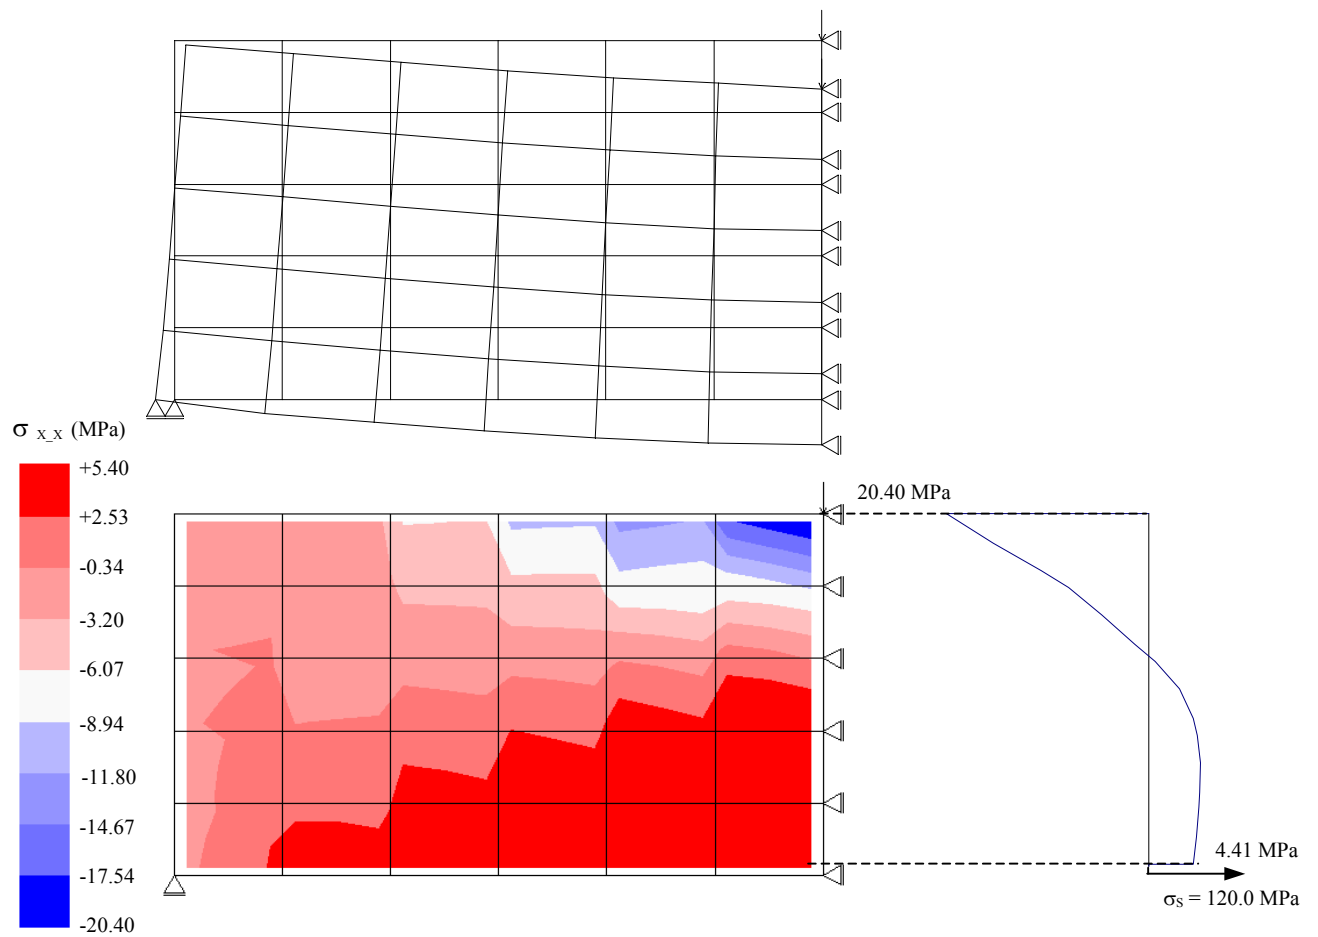 σ X_X (MPa)
+5.40
+2.53
-0.34
-3.20
-6.07
-8.94
-11.80
-14.67
-17.54
-20.40
20.40 MPa
4.41 MPa
σS = 120.0 MPa